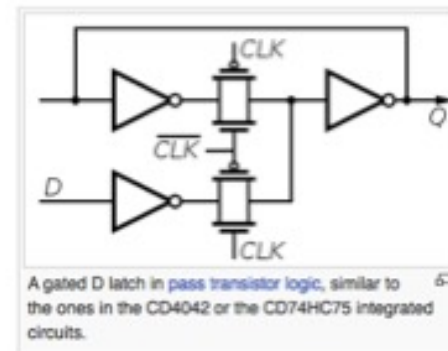 CLK
Q
CLK
D
CLK
A gated D latch in pass transistor logic, similar to
the ones in the CD4042 or the CD74HC75 integrated
circuits.